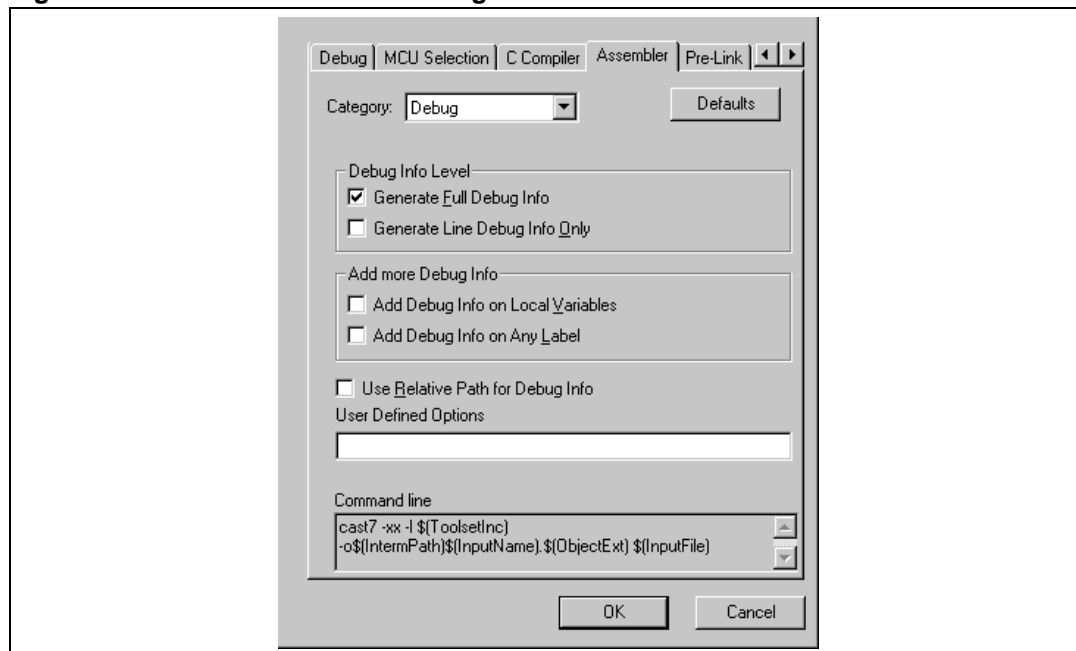 Debug MCU Selection C Compiler Assembler Pre-Link
Category: Debug Defaults
Debug Info Level
Generate Full Debug Info
Generate Line Debug Info Only
Add more Debug Info
Add Debug Info on Local Variables
Add Debug Info on Any Label
Use Relative Path for Debug Info
User Defined Options
Command line
cast7 -xx -l $(ToolsetInc)
-o$(IntermPath)$(InputName).$(ObjectExt) $(InputFile)
OK Cancel